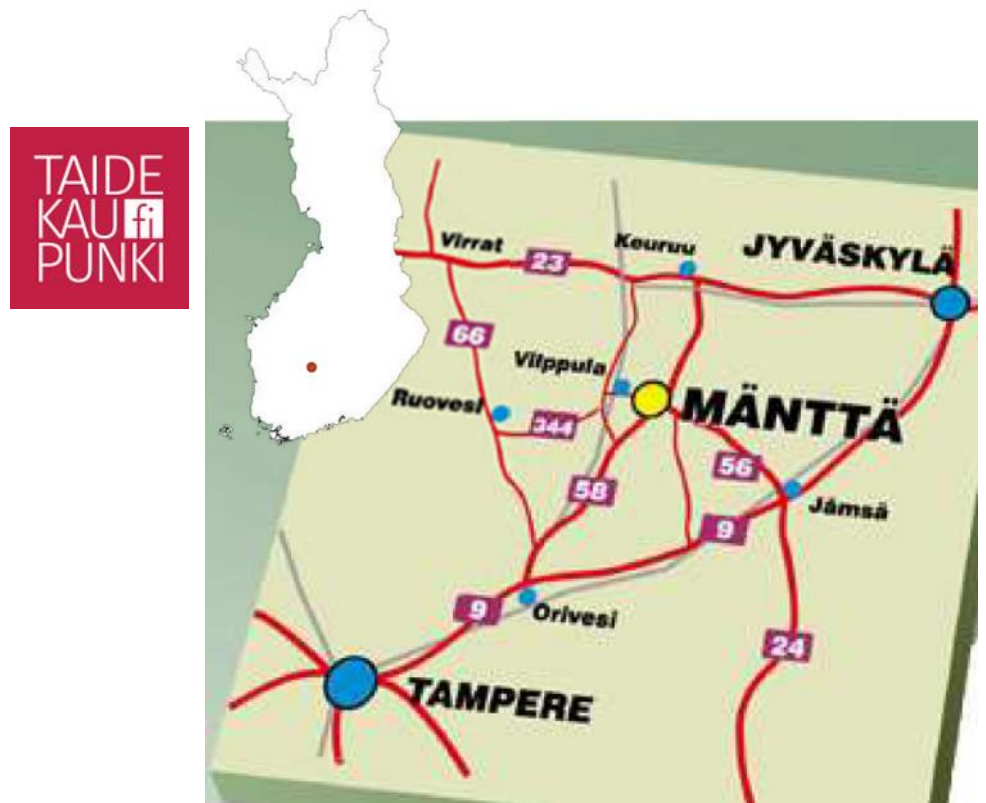 TAIDE
KAU fi
PUNKI
Virrat
23
Keuruu
JYVÄSKYLÄ
66
Vilppula
Ruovesi
344
MÄNTTÄ
58
56
Jämsä
9
9
Orivesi
24
TAMPERE